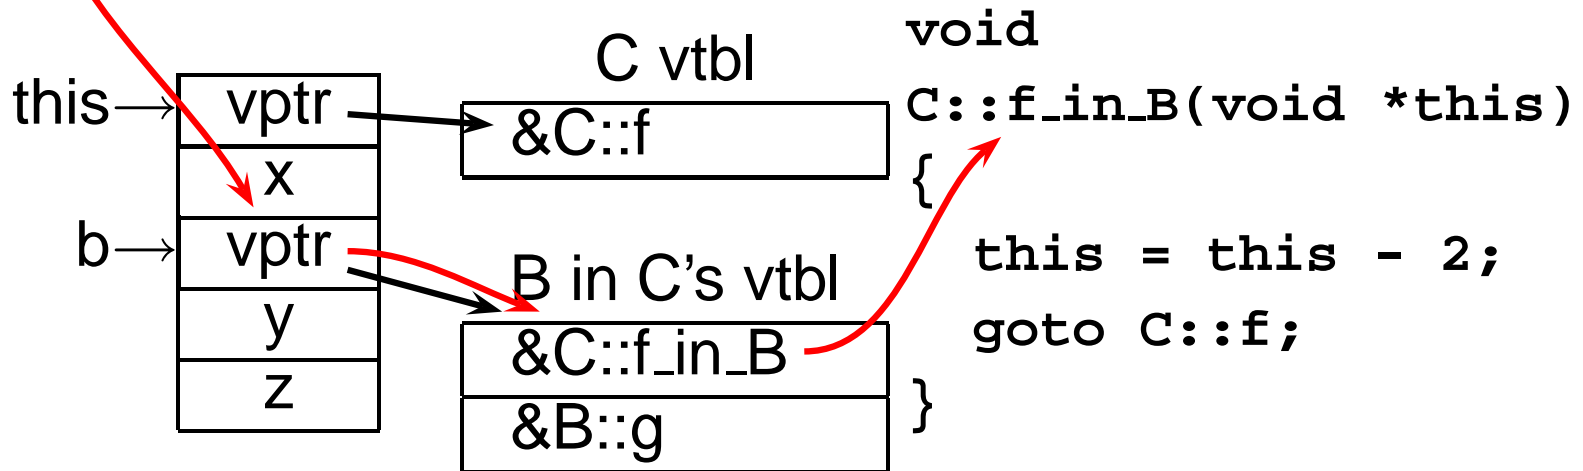 this→
vptr
x
b→
vptr
y
z
C vtbl
&C::f
B in C's vtbl
&C::f_in_B
&B::g
void
C::f_in_B(void *this)
{
this = this - 2;
goto C::f;
}